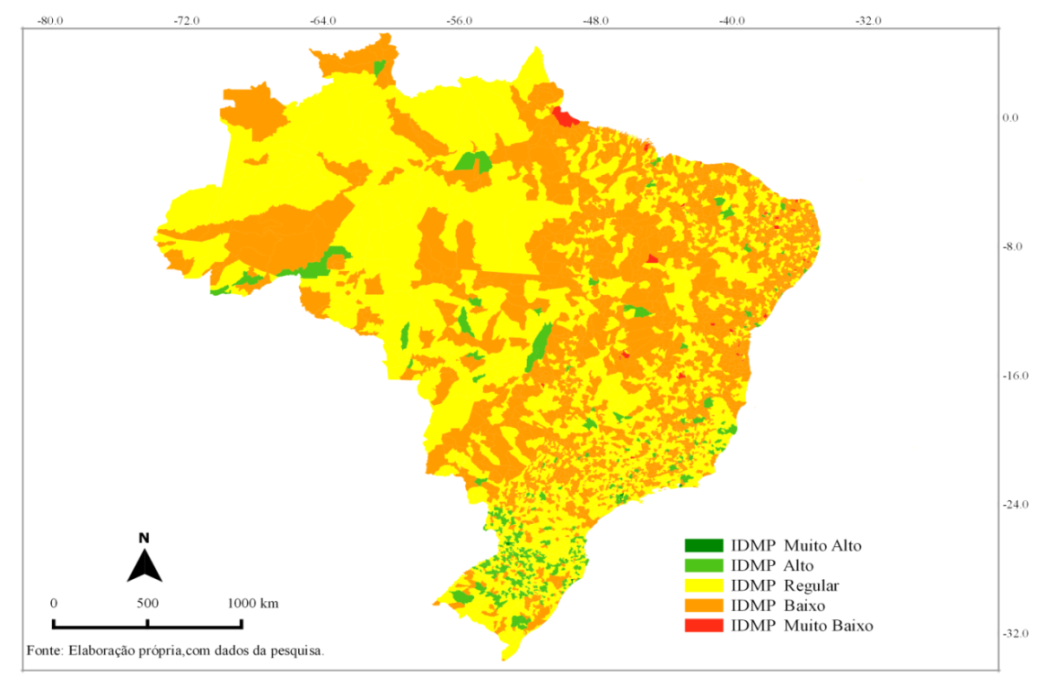 -80.0 -72.0 -64.0 -56.0 -48.0 -40.0 -32.0
0.0
-8.0
-16.0
-24.0
N
IDMP Muito Alto
IDMP Alto
IDMP Regular
IDMP Baixo
IDMP Muito Baixo
0 500 1000 km
-32.0
Fonte: Elaboração própria,com dados da pesquisa.